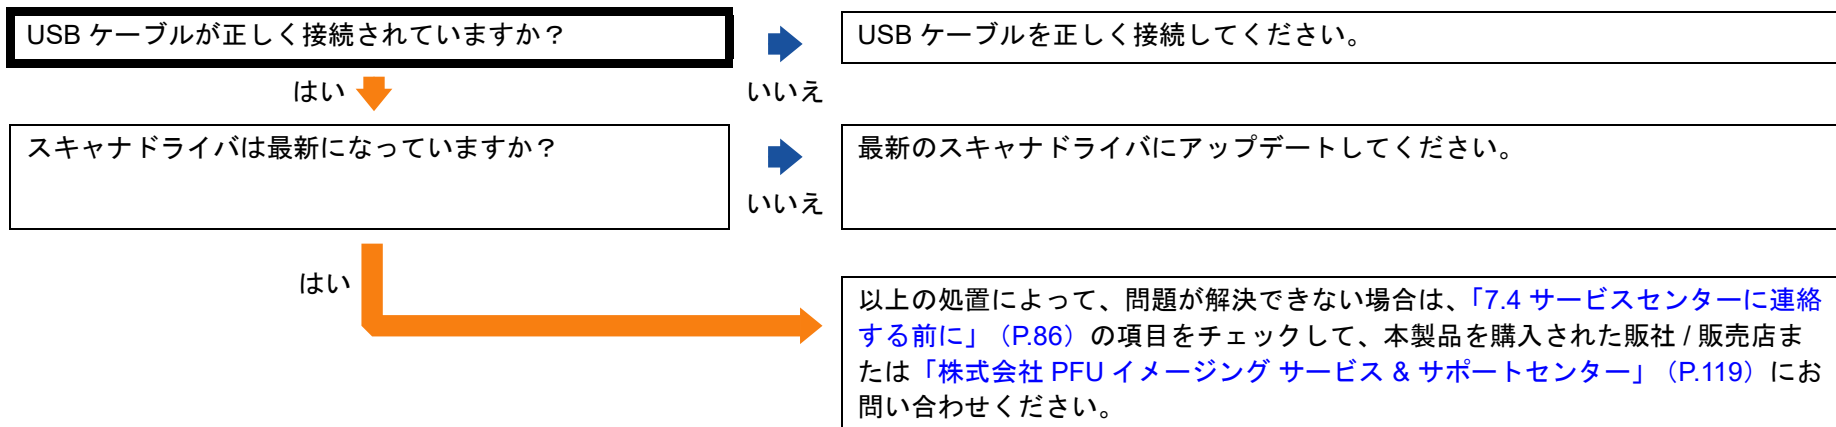 USB ケーブルが正しく接続されていますか？
USB ケーブルを正しく接続してください。
はい
いいえ
スキャナドライバは最新になっていますか？
最新のスキャナドライバにアップデートしてください。
いいえ
はい
以上の処置によって、問題が解決できない場合は、「7.4 サービスセンターに連絡
する前に」（P.86）の項目をチェックして、本製品を購入された販社 / 販売店ま
たは「株式会社 PFU イメージング サービス & サポートセンター」（P.119）にお
問い合わせください。